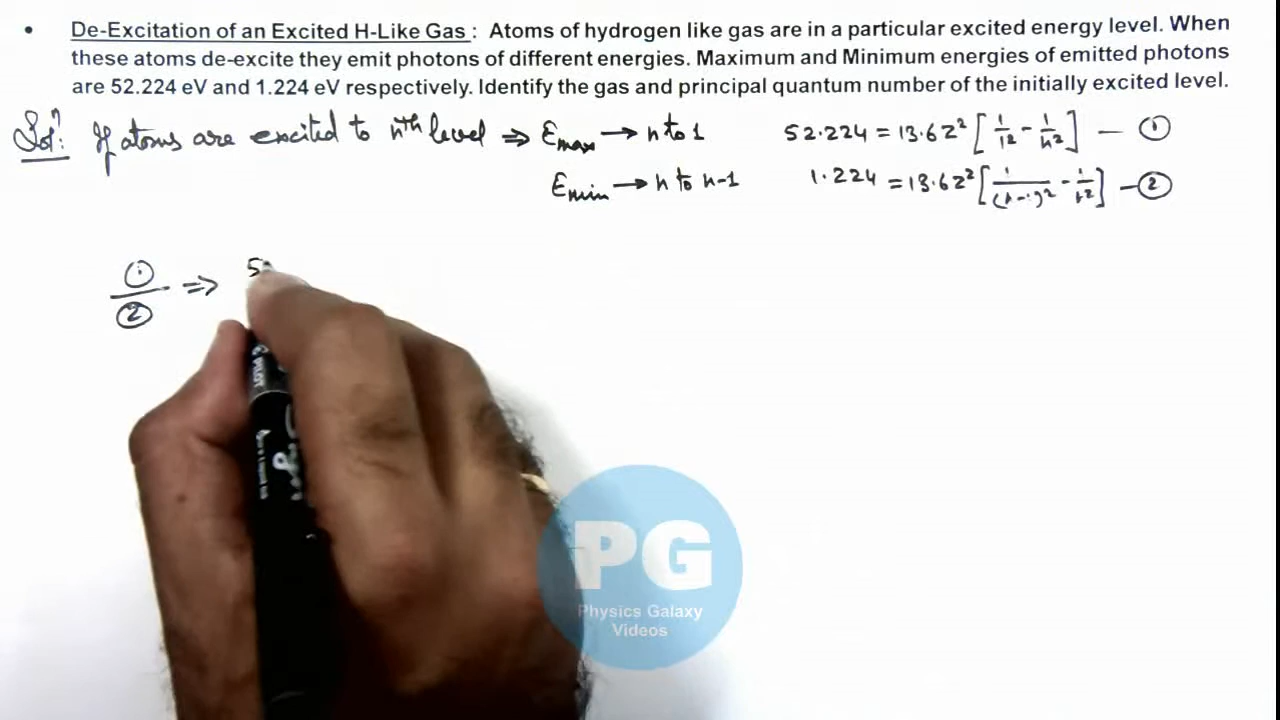 • De-Excitation of an Excited H-Like Gas : Atoms of hydrogen like gas are in a particular excited energy level. When
these atoms de-excite they emit photons of different energies. Maximum and Minimum energies of emitted photons
are 52.224 eV and 1.224 eV respectively. Identify the gas and principal quantum number of the initially excited level.
Solⁿ: If atoms are excited to nᵗʰ level ⇒ Emax → n to 1 52.224 = 13.6Z² [1/1² - 1/n²] — ①
Emin → n to n-1 1.224 = 13.6Z² [1/(n-1)² - 1/n²] - ②
①/② ⇒ 5
PILOT
PG
Physics Galaxy
Videos